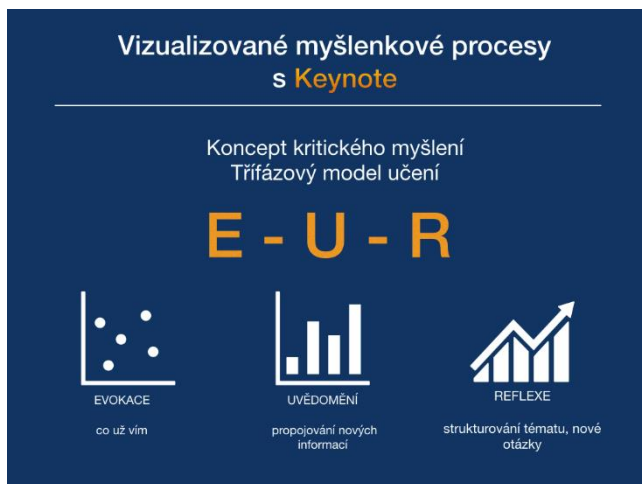 Vizualizované myšlenkové procesy
s Keynote
Koncept kritického myšlení
Třífázový model učení
E - U - R
EVOKACE
co už vím
UVĚDOMĚNÍ
propojování nových
informací
REFLEXE
strukturování tématu, nové
otázky